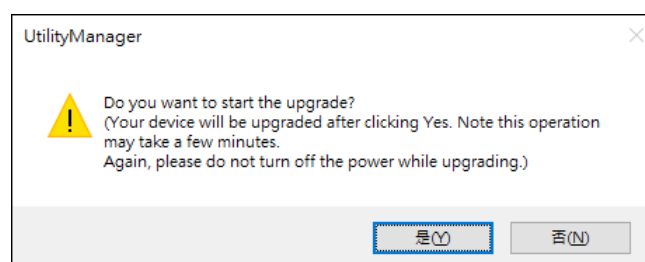 UtilityManager
Do you want to start the upgrade?
(Your device will be upgraded after clicking Yes. Note this operation
may take a few minutes.
Again, please do not turn off the power while upgrading.)
是(Y)
否(N)